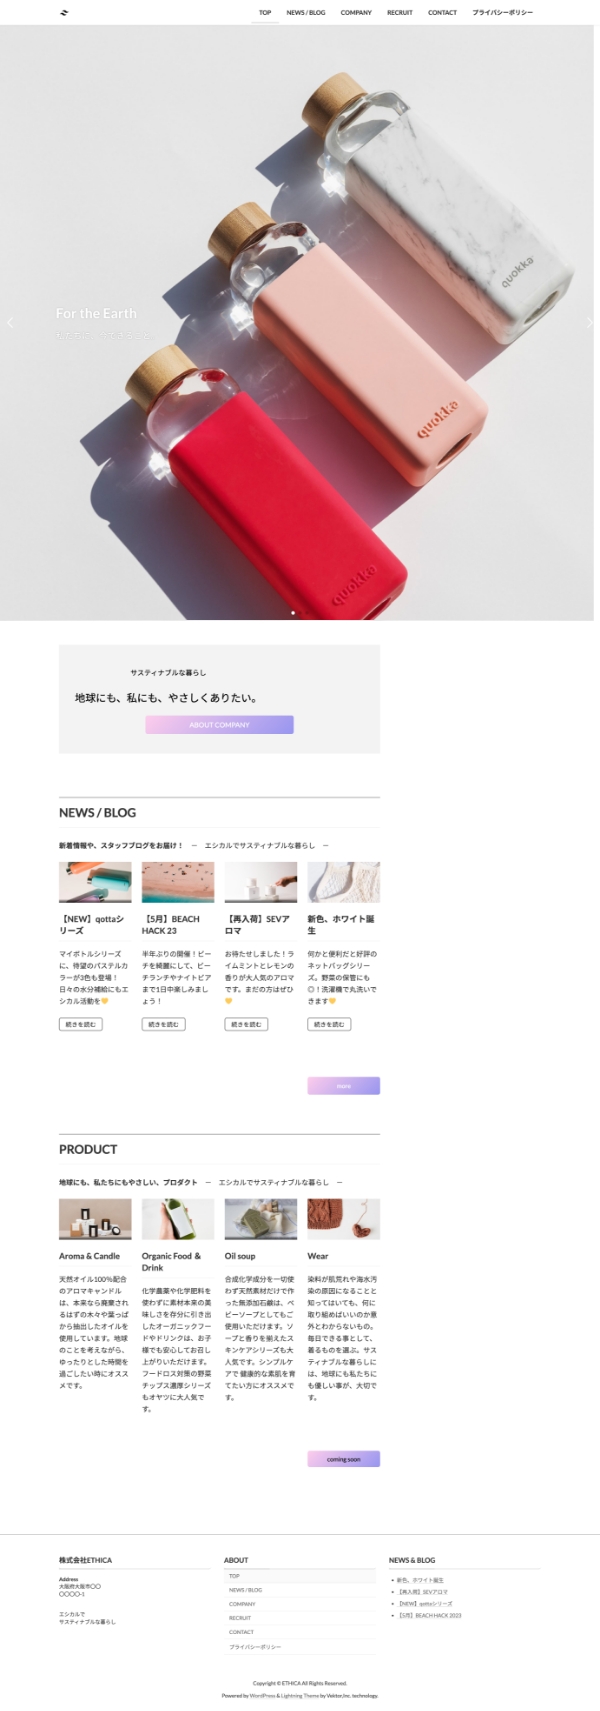 TOP NEWS / BLOG COMPANY RECRUIT CONTACT プライバシーポリシー
quokka
quokka
quokka
For the Earth
サスティナブルな暮らし
地球にも、私にも、やさしくありたい。
ABOUT COMPANY
NEWS / BLOG
新着情報や、スタッフブログをお届け！ － エシカルでサスティナブルな暮らし －
【NEW】qottaシ
リーズ
マイボトルシリーズ
に、待望のパステルカ
ラーが3色も登場！
日々の水分補給にもエ
シカル活動を🧡
続きを読む
【5月】BEACH
HACK 23
半年ぶりの開催！ビー
チを綺麗にして、ビー
チランチやナイトピア
まで1日中楽しみまし
ょう！
続きを読む
【再入荷】SEVア
ロマ
お待たせしました！ラ
イムミントとレモンの
香りが大人気のアロマ
です。まだの方はぜひ
🧡
続きを読む
新色、ホワイト誕
生
何かと便利だと好評の
ネットバッグシリー
ズ。野菜の保管にも
◎！洗濯機で丸洗いで
きます🧡
続きを読む
more
PRODUCT
地球にも、私たちにもやさしい、プロダクト － エシカルでサスティナブルな暮らし －
Aroma & Candle
天然オイル100%配合
のアロマキャンドル
は、本来なら廃棄され
るはずの木々や葉っぱ
から抽出したオイルを
使用しています。地球
のことを考えながら、
ゆったりとした時間を
過ごしたい時にオスス
メです。
Organic Food &
Drink
化学農薬や化学肥料を
使わずに素材本来の美
味しさを存分に引き出
したオーガニックフー
ドやドリンクは、お子
様でも安心してお召し
上がりいただけます。
フードロス対策の野菜
チップス濃厚シリーズ
もオヤツに大人気で
す。
Oil soup
合成化学成分を一切使
わず天然素材だけで作
った無添加石鹸は、ベ
ビーソープとしてもご
使用いただけます。ソ
ープと香りを揃えたス
キンケアシリーズも大
人気です。シンプルケ
アで健康的な素肌を育
てたい方にオススメで
す。
Wear
染料が肌荒れや海水汚
染の原因になることと
知ってはいても、何に
取り組めばいいのか意
外とわからないもの。
毎日できる事として、
着るものを選ぶ。サス
ティナブルな暮らしに
は、地球にも私たちに
も優しい事が、大切で
す。
coming soon
株式会社ETHICA
Address
大阪府大阪市〇〇
〇〇〇〇-1
エシカルで
サスティナブルな暮らし
ABOUT
TOP
NEWS / BLOG
COMPANY
RECRUIT
CONTACT
プライバシーポリシー
NEWS & BLOG
新色、ホワイト誕生
【再入荷】SEVアロマ
【NEW】qottaシリーズ
【5月】BEACH HACK 2023
Copyright © ETHICA All Rights Reserved.
Powered by WordPress & Lightning Theme by Vektor,Inc. technology.